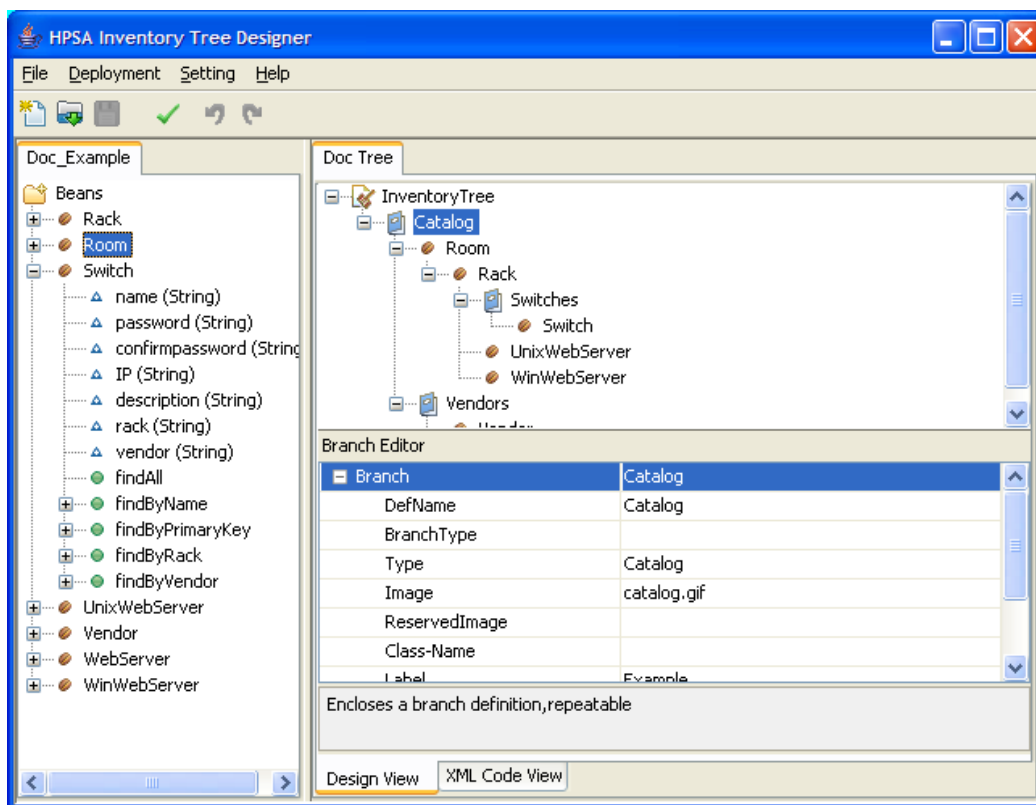 HPSA Inventory Tree Designer
File Deployment Setting Help
Doc_Example
Beans
Rack
Room
Switch
name (String)
password (String)
confirmpassword (String
IP (String)
description (String)
rack (String)
vendor (String)
findAll
findByName
findByPrimaryKey
findByRack
findByVendor
UnixWebServer
Vendor
WebServer
WinWebServer
Doc Tree
InventoryTree
Catalog
Room
Rack
Switches
Switch
UnixWebServer
WinWebServer
Vendors
Vendor
Branch Editor
Branch Catalog
DefName Catalog
BranchType
Type Catalog
Image catalog.gif
ReservedImage
Class-Name
Label Example
Encloses a branch definition,repeatable
Design View XML Code View